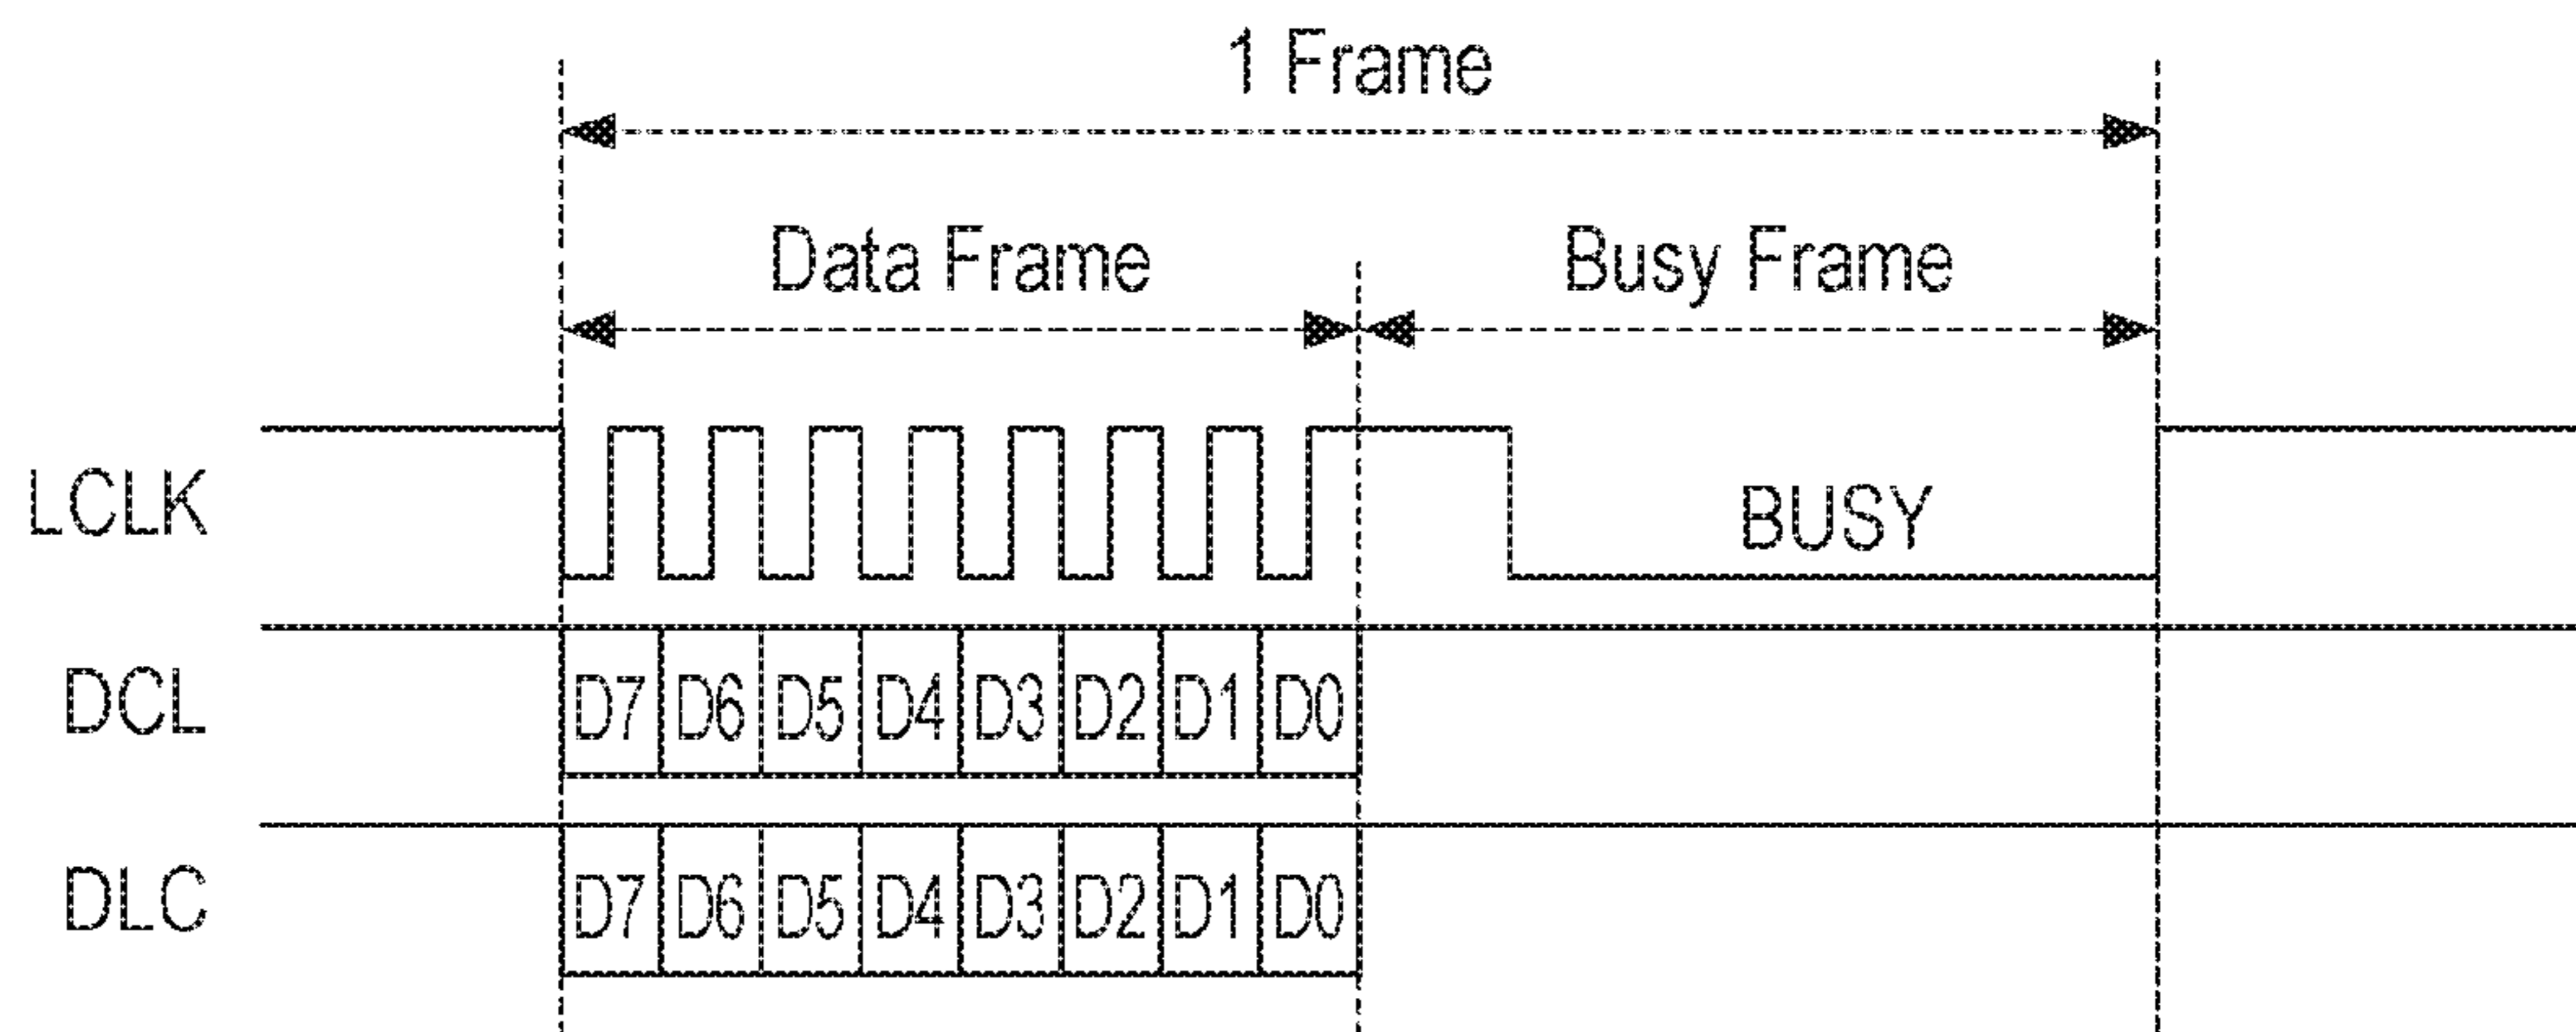 1 Frame
Data Frame Busy Frame
LCLK BUSY
DCL D7 D6 D5 D4 D3 D2 D1 D0
DLC D7 D6 D5 D4 D3 D2 D1 D0